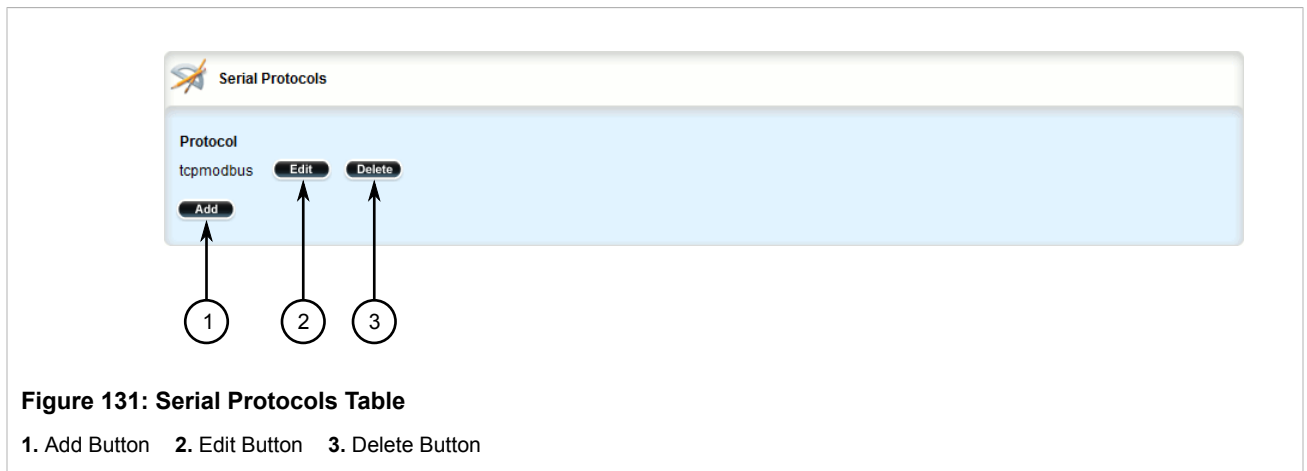 Serial Protocols
Protocol
tcpmodbus Edit Delete
Add
1 2 3
Figure 131: Serial Protocols Table
1. Add Button 2. Edit Button 3. Delete Button